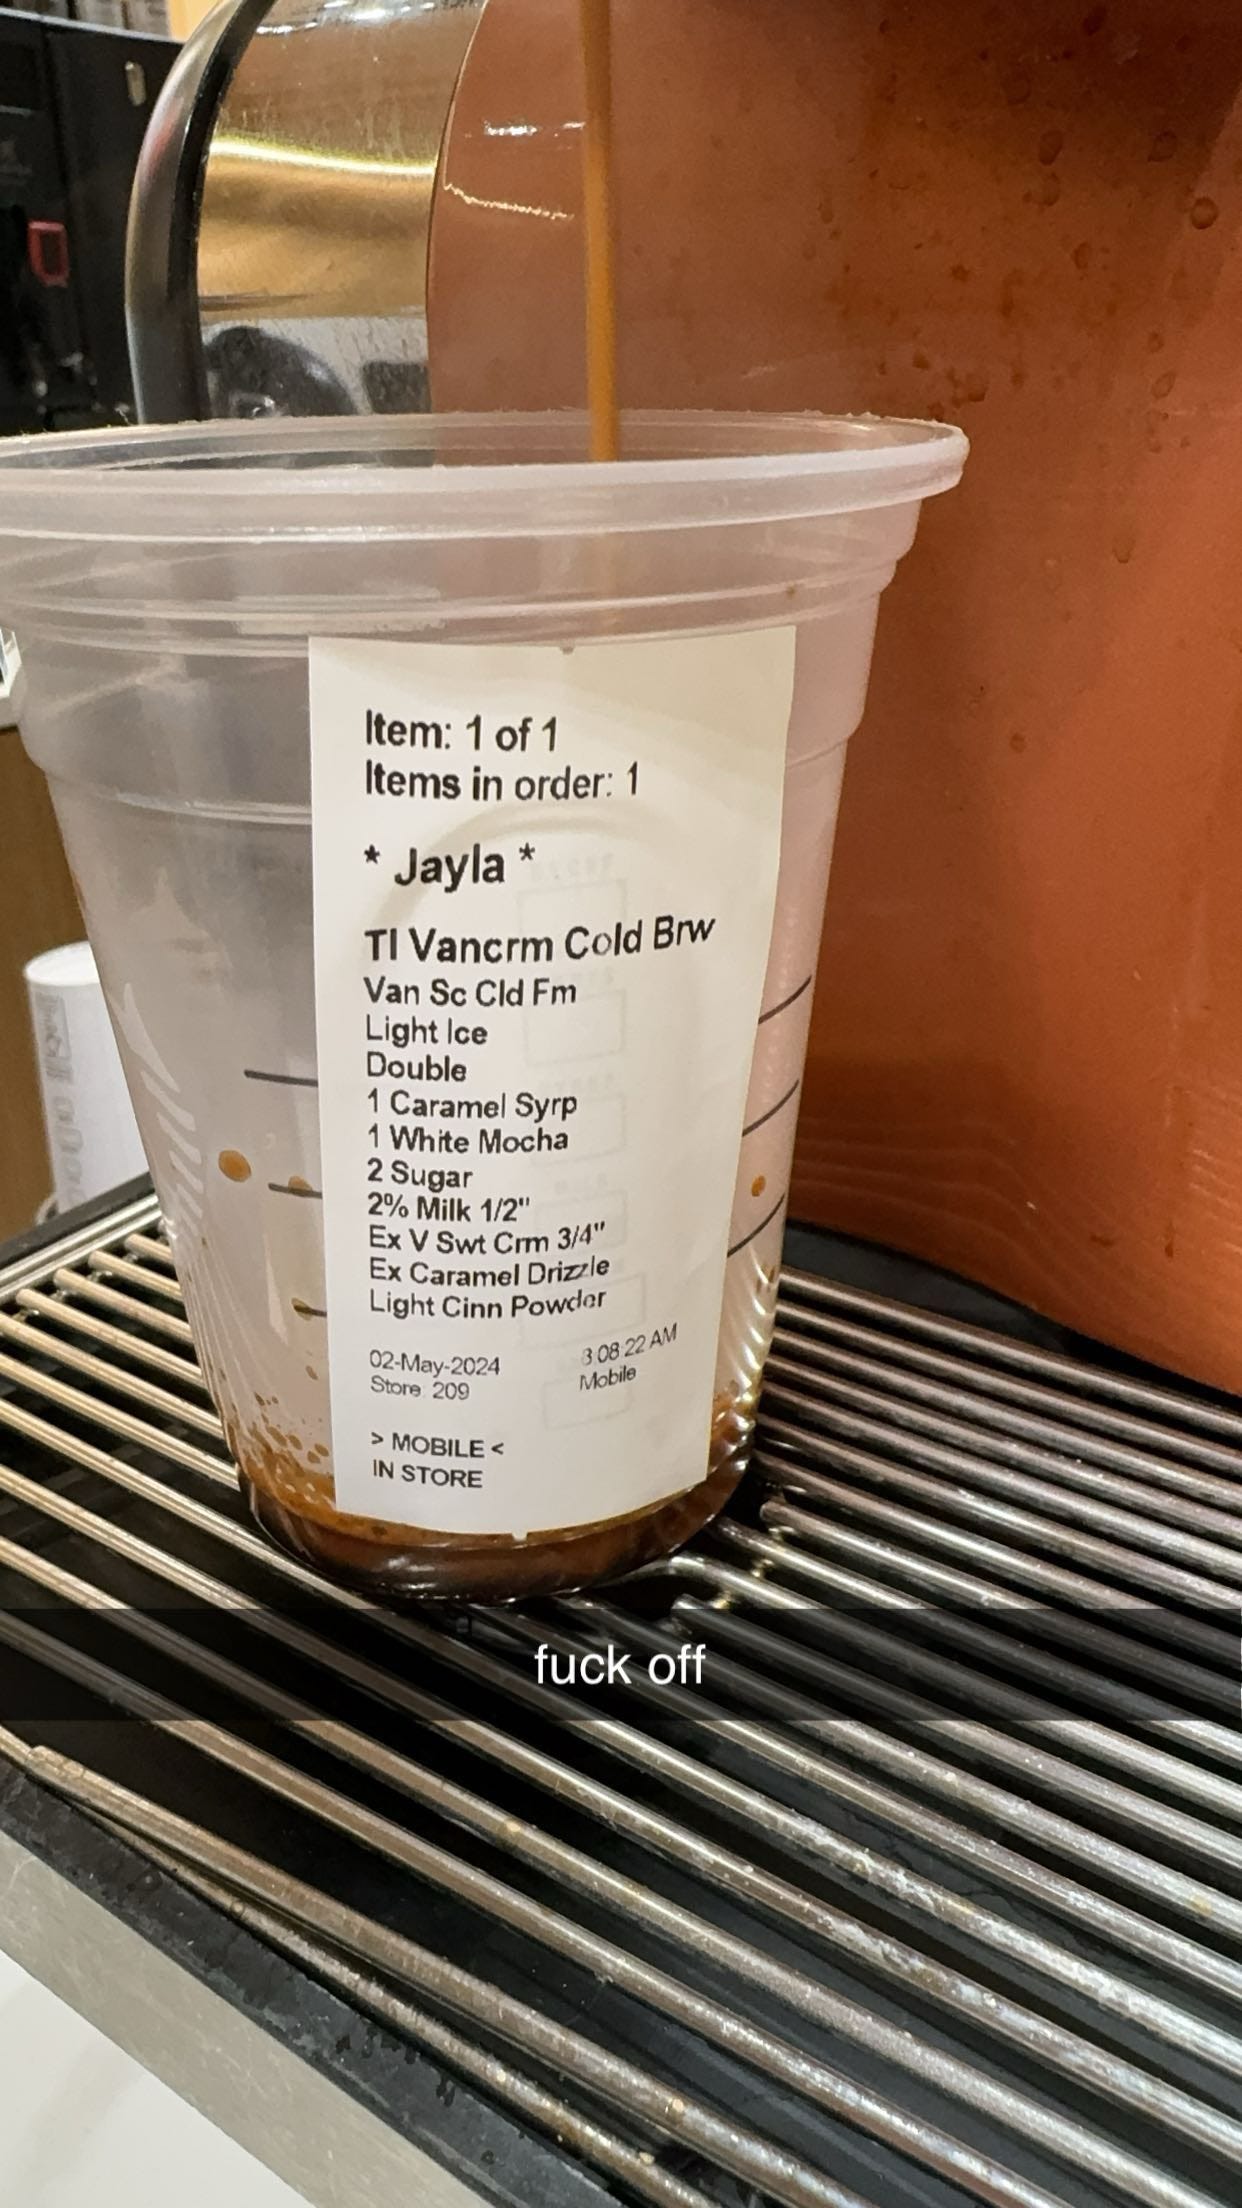 Item: 1 of 1
Items in order: 1
* Jayla *
TI Vancrm Cold Brw
Van Sc Cld Fm
Light Ice
Double
1 Caramel Syrp
1 White Mocha
2 Sugar
2% Milk 1/2"
Ex V Swt Crm 3/4"
Ex Caramel Drizzle
Light Cinn Powder
02-May-2024 8:08:22 AM
Store: 209 Mobile
> MOBILE <
IN STORE
fuck off